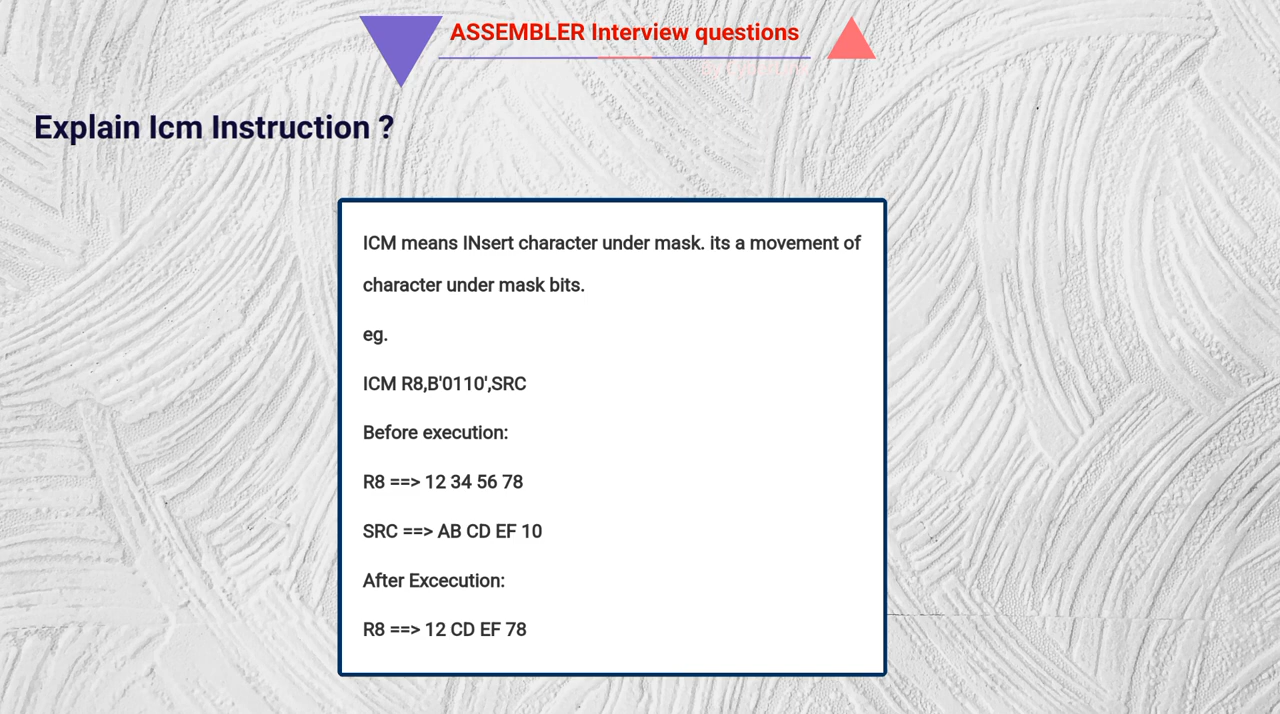 ASSEMBLER Interview questions
Explain Icm Instruction ?
ICM means INsert character under mask. its a movement of
character under mask bits.
eg.
ICM R8,B'0110',SRC
Before execution:
R8 ==> 12 34 56 78
SRC ==> AB CD EF 10
After Excecution:
R8 ==> 12 CD EF 78